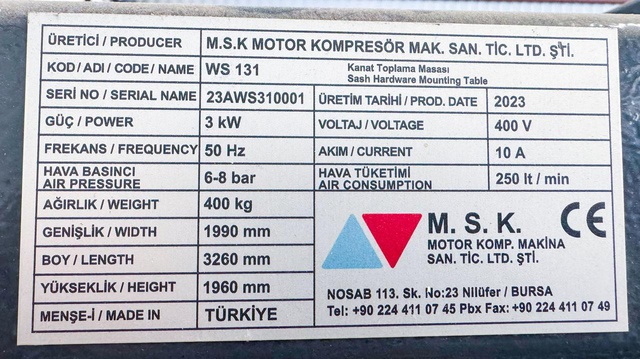 ÜRETİCİ / PRODUCER M.S.K MOTOR KOMPRESÖR MAK. SAN. TİC. LTD. ŞTİ.
KOD / ADI / CODE / NAME WS 131 Kanat Toplama Masası
Sash Hardware Mounting Table
SERİ NO / SERIAL NAME 23AWS310001 ÜRETİM TARİHİ / PROD. DATE 2023
GÜÇ / POWER 3 kW VOLTAJ / VOLTAGE 400 V
FREKANS / FREQUENCY 50 Hz AKIM / CURRENT 10 A
HAVA BASINCI 6-8 bar HAVA TÜKETİMİ 250 lt / min
AIR PRESSURE AIR CONSUMPTION
AĞIRLIK / WEIGHT 400 kg
GENİŞLİK / WIDTH 1990 mm
BOY / LENGTH 3260 mm
YÜKSEKLİK / HEIGHT 1960 mm
MENŞE-İ / MADE IN TÜRKİYE
M. S. K. CE
MOTOR KOMP. MAKİNA
SAN. TİC. LTD. ŞTİ.
NOSAB 113. Sk. No:23 Nilüfer / BURSA
Tel: +90 224 411 07 45 Pbx Fax: +90 224 411 07 49